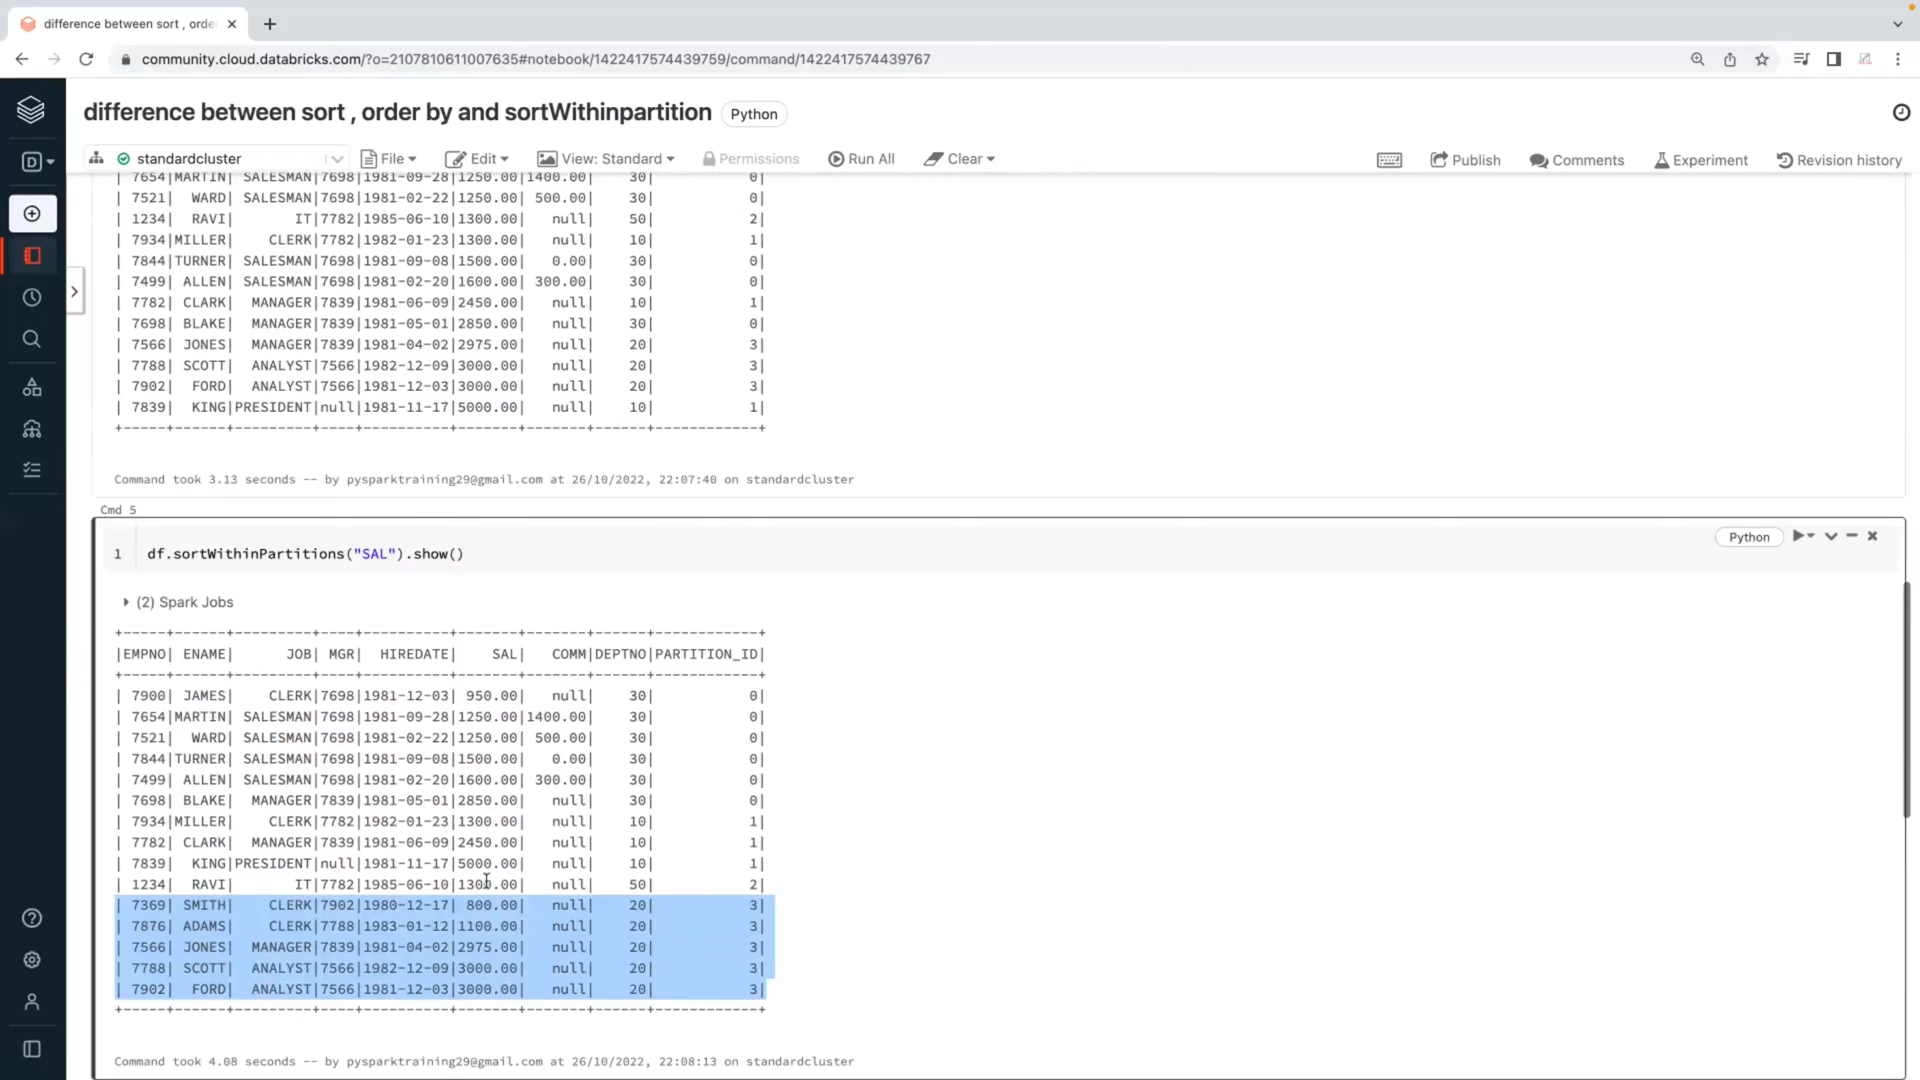 difference between sort , orde
community.cloud.databricks.com/?o=2107810611007635#notebook/1422417574439759/command/1422417574439767
difference between sort , order by and sortWithinpartition Python
D
standardcluster File Edit View: Standard Permissions Run All Clear Publish Comments Experiment Revision history
| 7654|MARTIN| SALESMAN|7698|1981-09-28|1250.00|1400.00|    30|           0|
| 7521|  WARD| SALESMAN|7698|1981-02-22|1250.00| 500.00|    30|           0|
| 1234|  RAVI|       IT|7782|1985-06-10|1300.00|   null|    50|           2|
| 7934|MILLER|    CLERK|7782|1982-01-23|1300.00|   null|    10|           1|
| 7844|TURNER| SALESMAN|7698|1981-09-08|1500.00|   0.00|    30|           0|
| 7499| ALLEN| SALESMAN|7698|1981-02-20|1600.00| 300.00|    30|           0|
| 7782| CLARK|  MANAGER|7839|1981-06-09|2450.00|   null|    10|           1|
| 7698| BLAKE|  MANAGER|7839|1981-05-01|2850.00|   null|    30|           0|
| 7566| JONES|  MANAGER|7839|1981-04-02|2975.00|   null|    20|           3|
| 7788| SCOTT|  ANALYST|7566|1982-12-09|3000.00|   null|    20|           3|
| 7902|  FORD|  ANALYST|7566|1981-12-03|3000.00|   null|    20|           3|
| 7839|  KING|PRESIDENT|null|1981-11-17|5000.00|   null|    10|           1|
+-----+------+---------+----+----------+-------+-------+------+------------+
Command took 3.13 seconds -- by pysparktraining29@gmail.com at 26/10/2022, 22:07:40 on standardcluster
Cmd 5
Python
1 df.sortWithinPartitions("SAL").show()
(2) Spark Jobs
+-----+------+---------+----+----------+-------+-------+------+------------+
|EMPNO| ENAME|      JOB| MGR|  HIREDATE|    SAL|   COMM|DEPTNO|PARTITION_ID|
+-----+------+---------+----+----------+-------+-------+------+------------+
| 7900| JAMES|    CLERK|7698|1981-12-03| 950.00|   null|    30|           0|
| 7654|MARTIN| SALESMAN|7698|1981-09-28|1250.00|1400.00|    30|           0|
| 7521|  WARD| SALESMAN|7698|1981-02-22|1250.00| 500.00|    30|           0|
| 7844|TURNER| SALESMAN|7698|1981-09-08|1500.00|   0.00|    30|           0|
| 7499| ALLEN| SALESMAN|7698|1981-02-20|1600.00| 300.00|    30|           0|
| 7698| BLAKE|  MANAGER|7839|1981-05-01|2850.00|   null|    30|           0|
| 7934|MILLER|    CLERK|7782|1982-01-23|1300.00|   null|    10|           1|
| 7782| CLARK|  MANAGER|7839|1981-06-09|2450.00|   null|    10|           1|
| 7839|  KING|PRESIDENT|null|1981-11-17|5000.00|   null|    10|           1|
| 1234|  RAVI|       IT|7782|1985-06-10|1300.00|   null|    50|           2|
| 7369| SMITH|    CLERK|7902|1980-12-17| 800.00|   null|    20|           3|
| 7876| ADAMS|    CLERK|7788|1983-01-12|1100.00|   null|    20|           3|
| 7566| JONES|  MANAGER|7839|1981-04-02|2975.00|   null|    20|           3|
| 7788| SCOTT|  ANALYST|7566|1982-12-09|3000.00|   null|    20|           3|
| 7902|  FORD|  ANALYST|7566|1981-12-03|3000.00|   null|    20|           3|
+-----+------+---------+----+----------+-------+-------+------+------------+
Command took 4.08 seconds -- by pysparktraining29@gmail.com at 26/10/2022, 22:08:13 on standardcluster